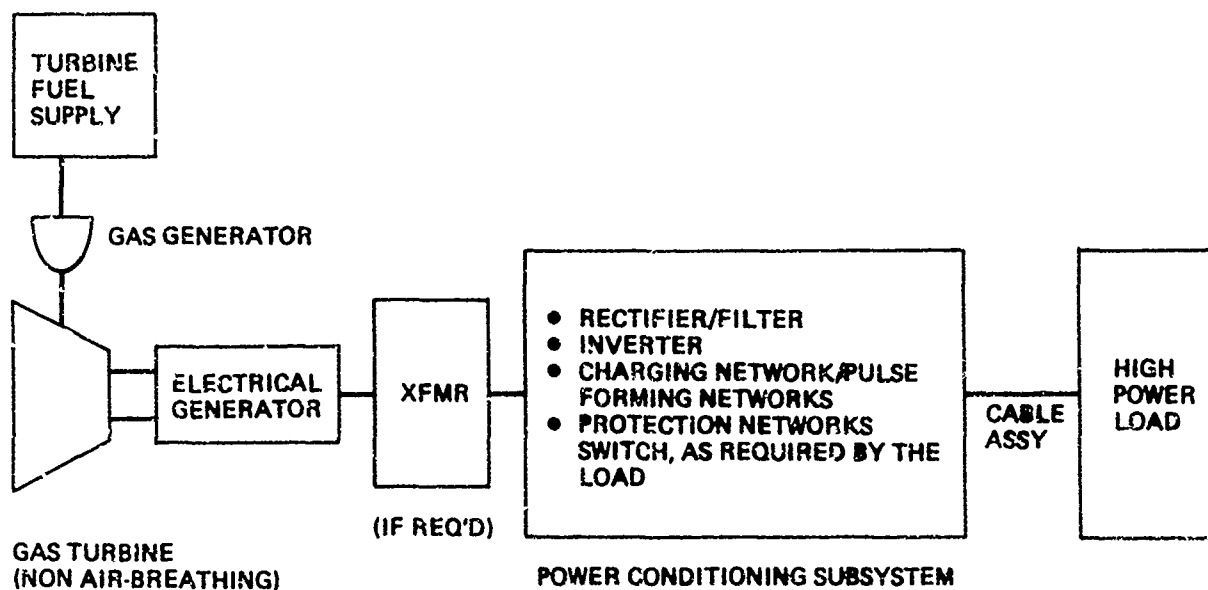 TURBINE
FUEL
SUPPLY
GAS GENERATOR
ELECTRICAL
GENERATOR
XFMR
(IF REQ'D)
GAS TURBINE
(NON AIR-BREATHING)
● RECTIFIER/FILTER
● INVERTER
● CHARGING NETWORK/PULSE
FORMING NETWORKS
● PROTECTION NETWORKS
SWITCH, AS REQUIRED BY THE
LOAD
POWER CONDITIONING SUBSYSTEM
CABLE
ASSY
HIGH
POWER
LOAD